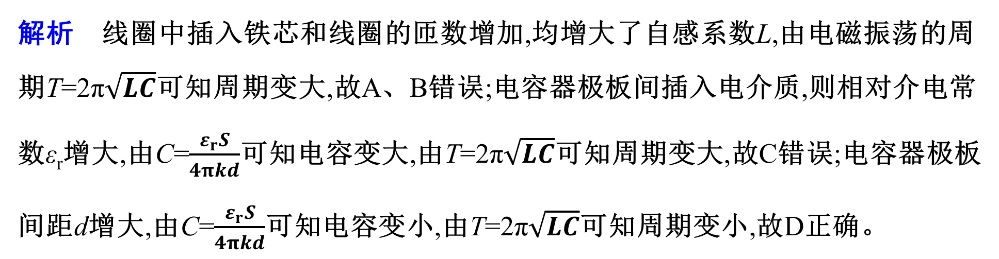 解析　线圈中插入铁芯和线圈的匝数增加,均增大了自感系数L,由电磁振荡的周
期T=2π√LC可知周期变大,故A、B错误;电容器极板间插入电介质,则相对介电常
数εr增大,由C=εrS/4πkd可知电容变大,由T=2π√LC可知周期变大,故C错误;电容器极板
间距d增大,由C=εrS/4πkd可知电容变小,由T=2π√LC可知周期变小,故D正确。